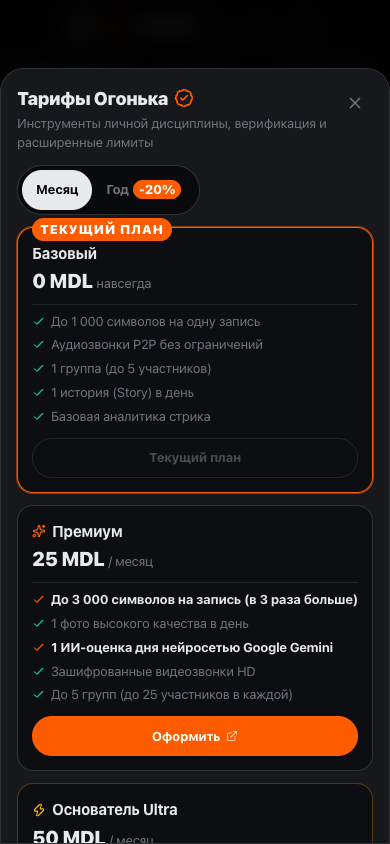 Тарифы Огонька
Инструменты личной дисциплины, верификация и
расширенные лимиты
Месяц
Год -20%
ТЕКУЩИЙ ПЛАН
Базовый
0 MDL навсегда
До 1 000 символов на одну запись
Аудиозвонки P2P без ограничений
1 группа (до 5 участников)
1 история (Story) в день
Базовая аналитика стрика
Текущий план
Премиум
25 MDL / месяц
До 3 000 символов на запись (в 3 раза больше)
1 фото высокого качества в день
1 ИИ-оценка дня нейросетью Google Gemini
Зашифрованные видеозвонки HD
До 5 групп (до 25 участников в каждой)
Оформить
Основатель Ultra
50 MDL / месяц